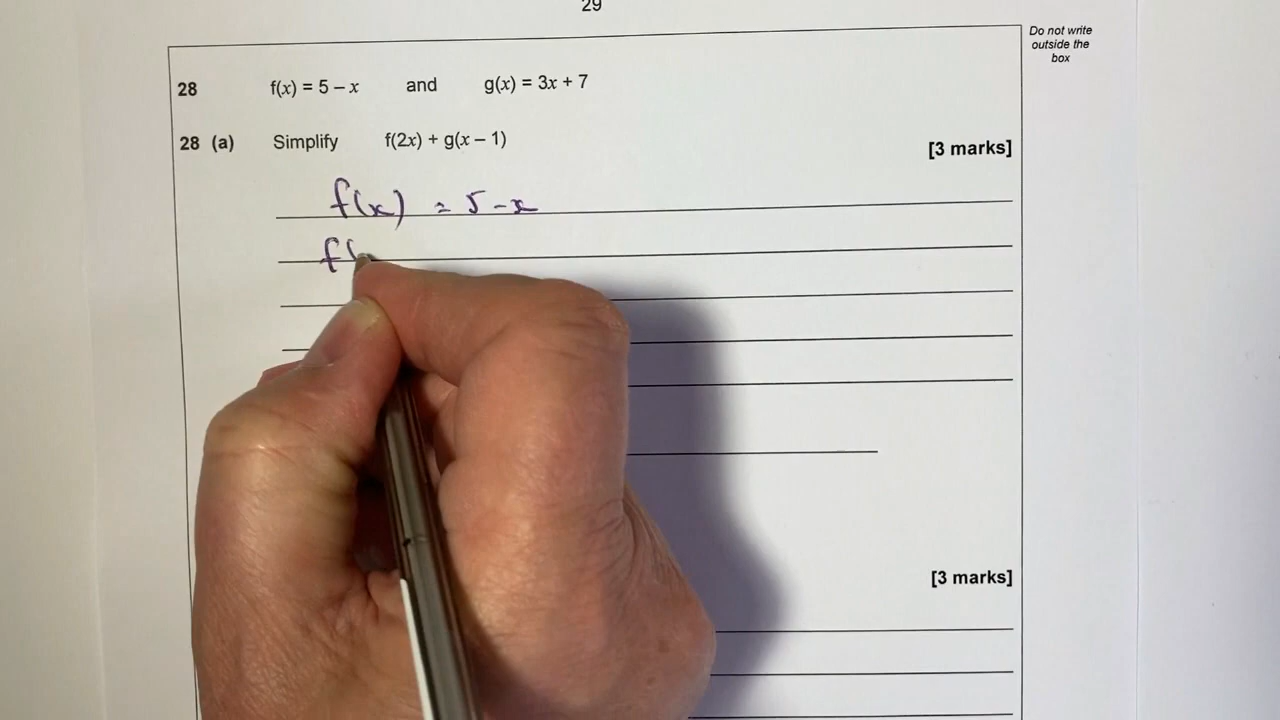 29
Do not write
outside the
box
28 f(x) = 5 – x and g(x) = 3x + 7
28 (a) Simplify f(2x) + g(x – 1)
[3 marks]
f(x) = 5 - x
f(
[3 marks]